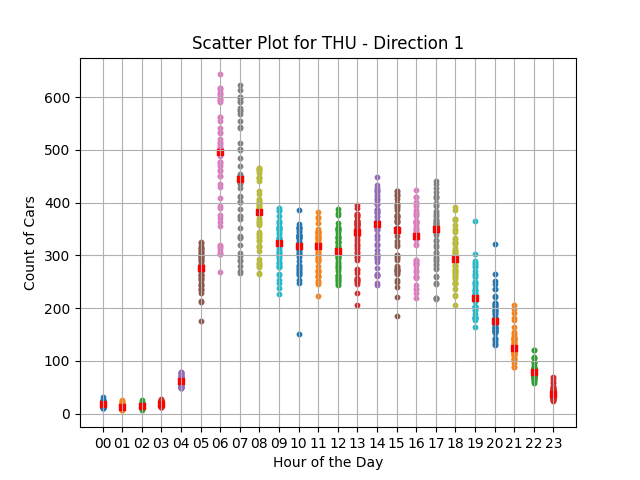 Scatter Plot for THU - Direction 1
Count of Cars
600
500
400
300
200
100
0
00 01 02 03 04 05 06 07 08 09 10 11 12 13 14 15 16 17 18 19 20 21 22 23
Hour of the Day